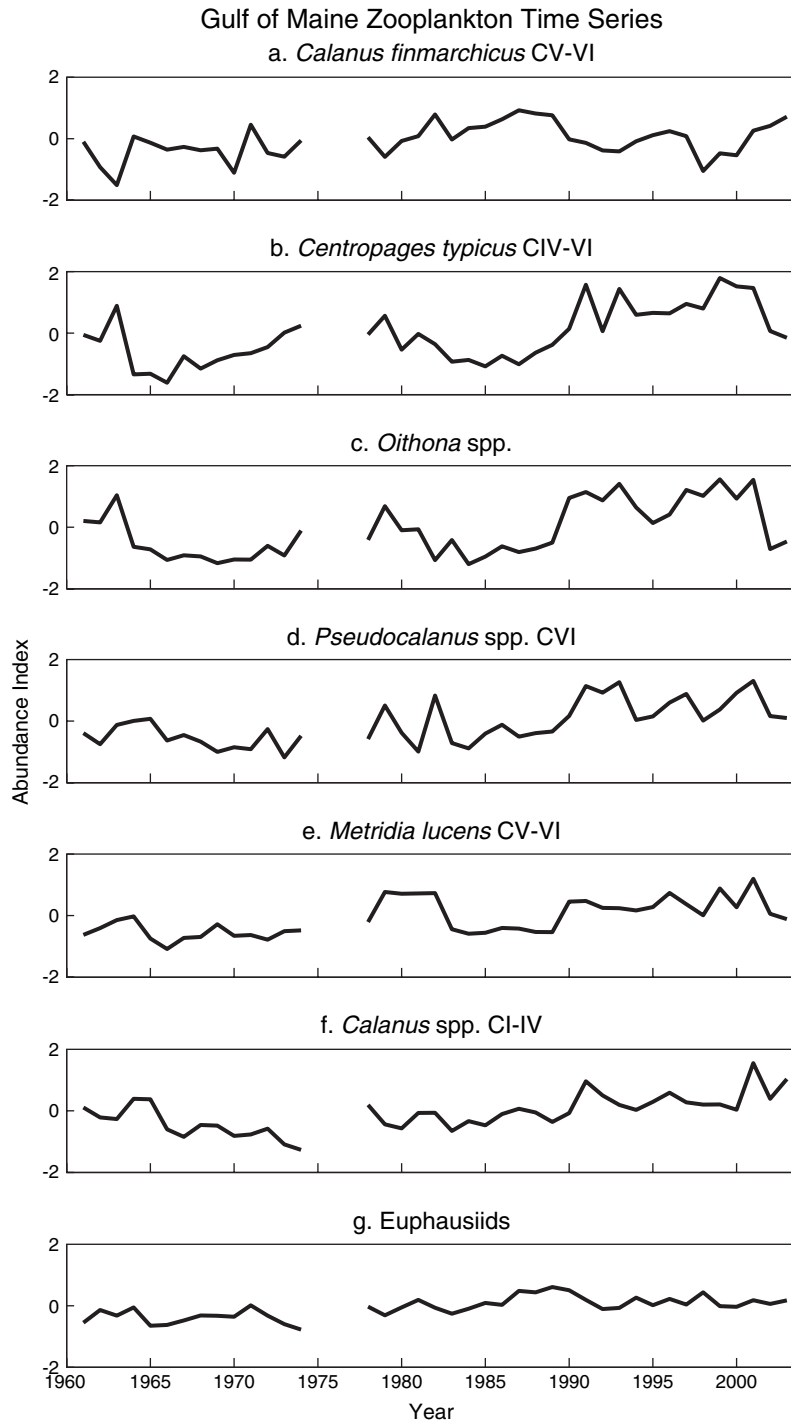 Gulf of Maine Zooplankton Time Series
a. Calanus finmarchicus CV-VI
2
0
-2
b. Centropages typicus CIV-VI
2
0
-2
c. Oithona spp.
2
0
-2
d. Pseudocalanus spp. CVI
2
0
-2
Abundance Index
e. Metridia lucens CV-VI
2
0
-2
f. Calanus spp. CI-IV
2
0
-2
g. Euphausiids
2
0
-2
1960 1965 1970 1975 1980 1985 1990 1995 2000
Year